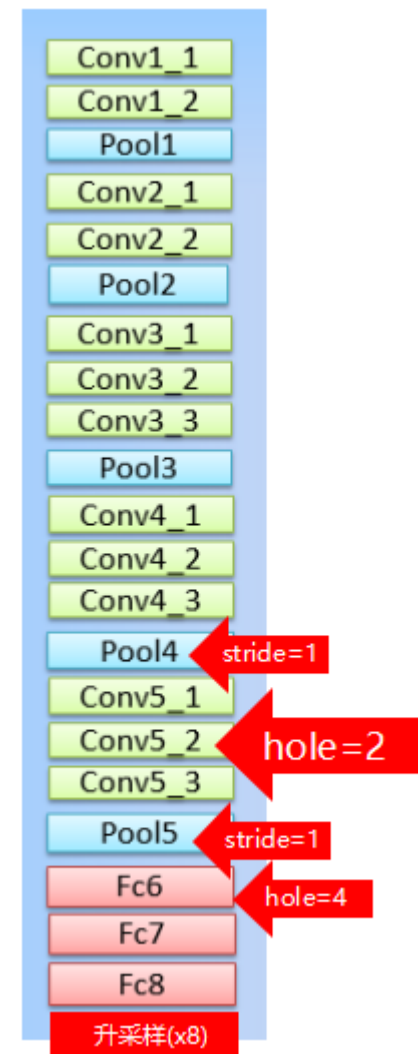 Conv1_1
Conv1_2
Pool1
Conv2_1
Conv2_2
Pool2
Conv3_1
Conv3_2
Conv3_3
Pool3
Conv4_1
Conv4_2
Conv4_3
Pool4
stride=1
Conv5_1
Conv5_2
hole=2
Conv5_3
Pool5
stride=1
Fc6
hole=4
Fc7
Fc8
升采样(x8)